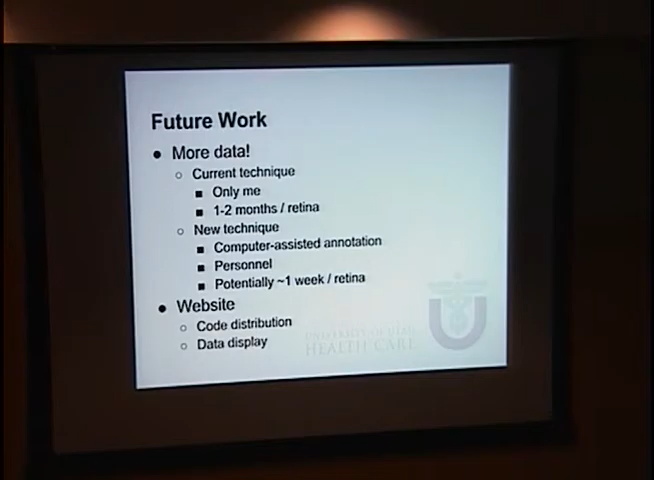 Future Work
● More data!
○ Current technique
■ Only me
■ 1-2 months / retina
○ New technique
■ Computer-assisted annotation
■ Personnel
■ Potentially ~1 week / retina
● Website
○ Code distribution
○ Data display
UNIVERSITY OF UTAH
HEALTH CARE